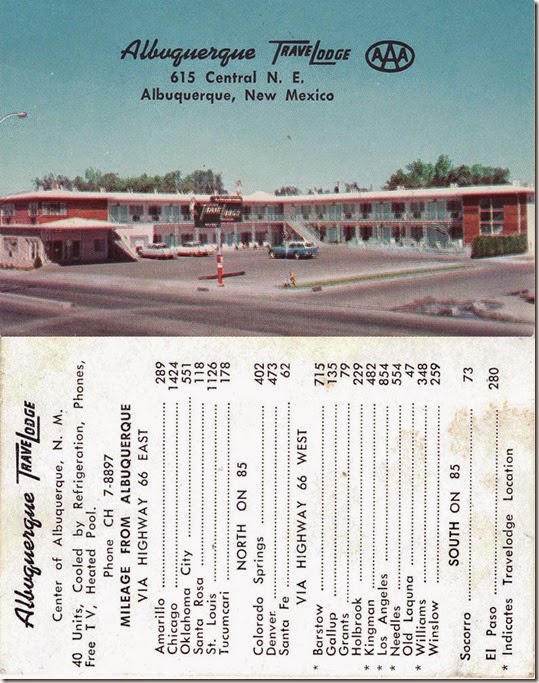 Albuquerque TRAVELODGE AAA
615 Central N. E.
Albuquerque, New Mexico
TRAVELODGE
Albuquerque TRAVELODGE
Center of Albuquerque, N. M.
40 Units, Cooled by Refrigeration, Phones,
Free TV, Heated Pool.
Phone CH 7-8897
MILEAGE FROM ALBUQUERQUE
VIA HIGHWAY 66 EAST
Amarillo 289
Chicago 1424
Oklahoma City 551
Santa Rosa 118
St. Louis 1126
Tucumcari 178
NORTH ON 85
Colorado Springs 402
Denver 473
Santa Fe 62
VIA HIGHWAY 66 WEST
* Barstow 715
Gallup 135
Grants 79
Holbrook 229
* Kingman 482
* Los Angeles 854
* Needles 554
Old Laguna 47
* Williams 348
Winslow 259
SOUTH ON 85
Socorro 73
El Paso 280
* Indicates Travelodge Location